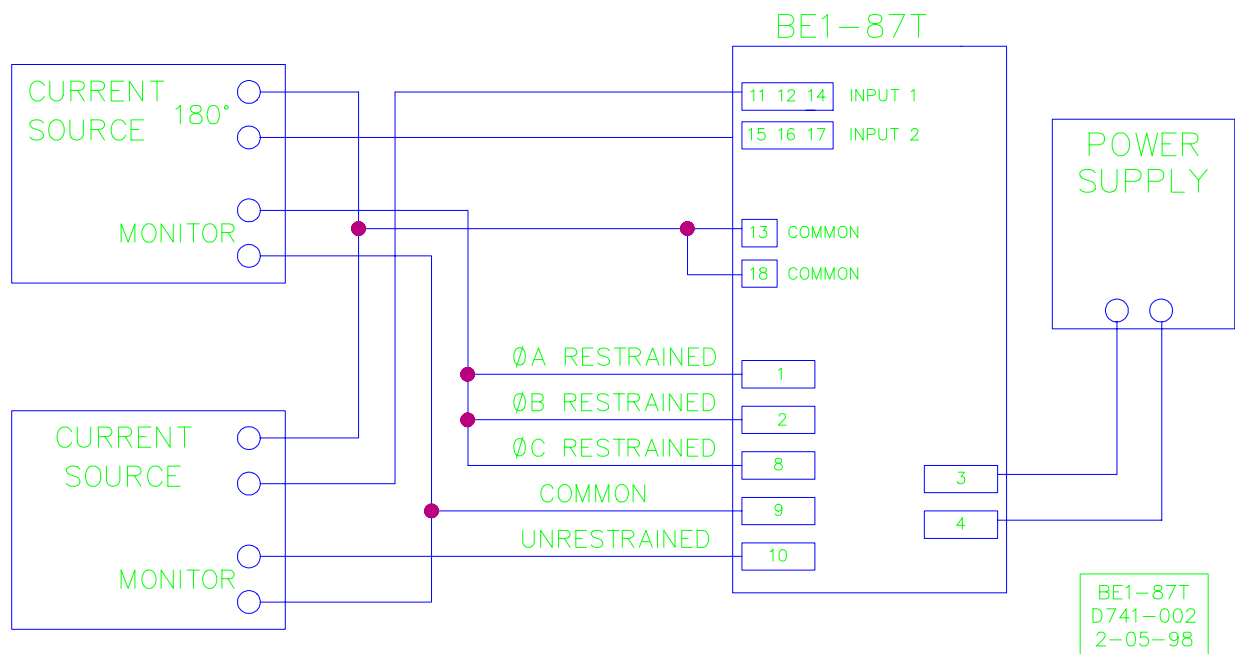 BE1-87T
CURRENT
180°
SOURCE
MONITOR
11 12 14 INPUT 1
15 16 17 INPUT 2
13 COMMON
18 COMMON
POWER
SUPPLY
ØA RESTRAINED
1
ØB RESTRAINED
2
ØC RESTRAINED
8
COMMON
9
UNRESTRAINED
10
3
4
CURRENT
SOURCE
MONITOR
BE1-87T
D741-002
2-05-98